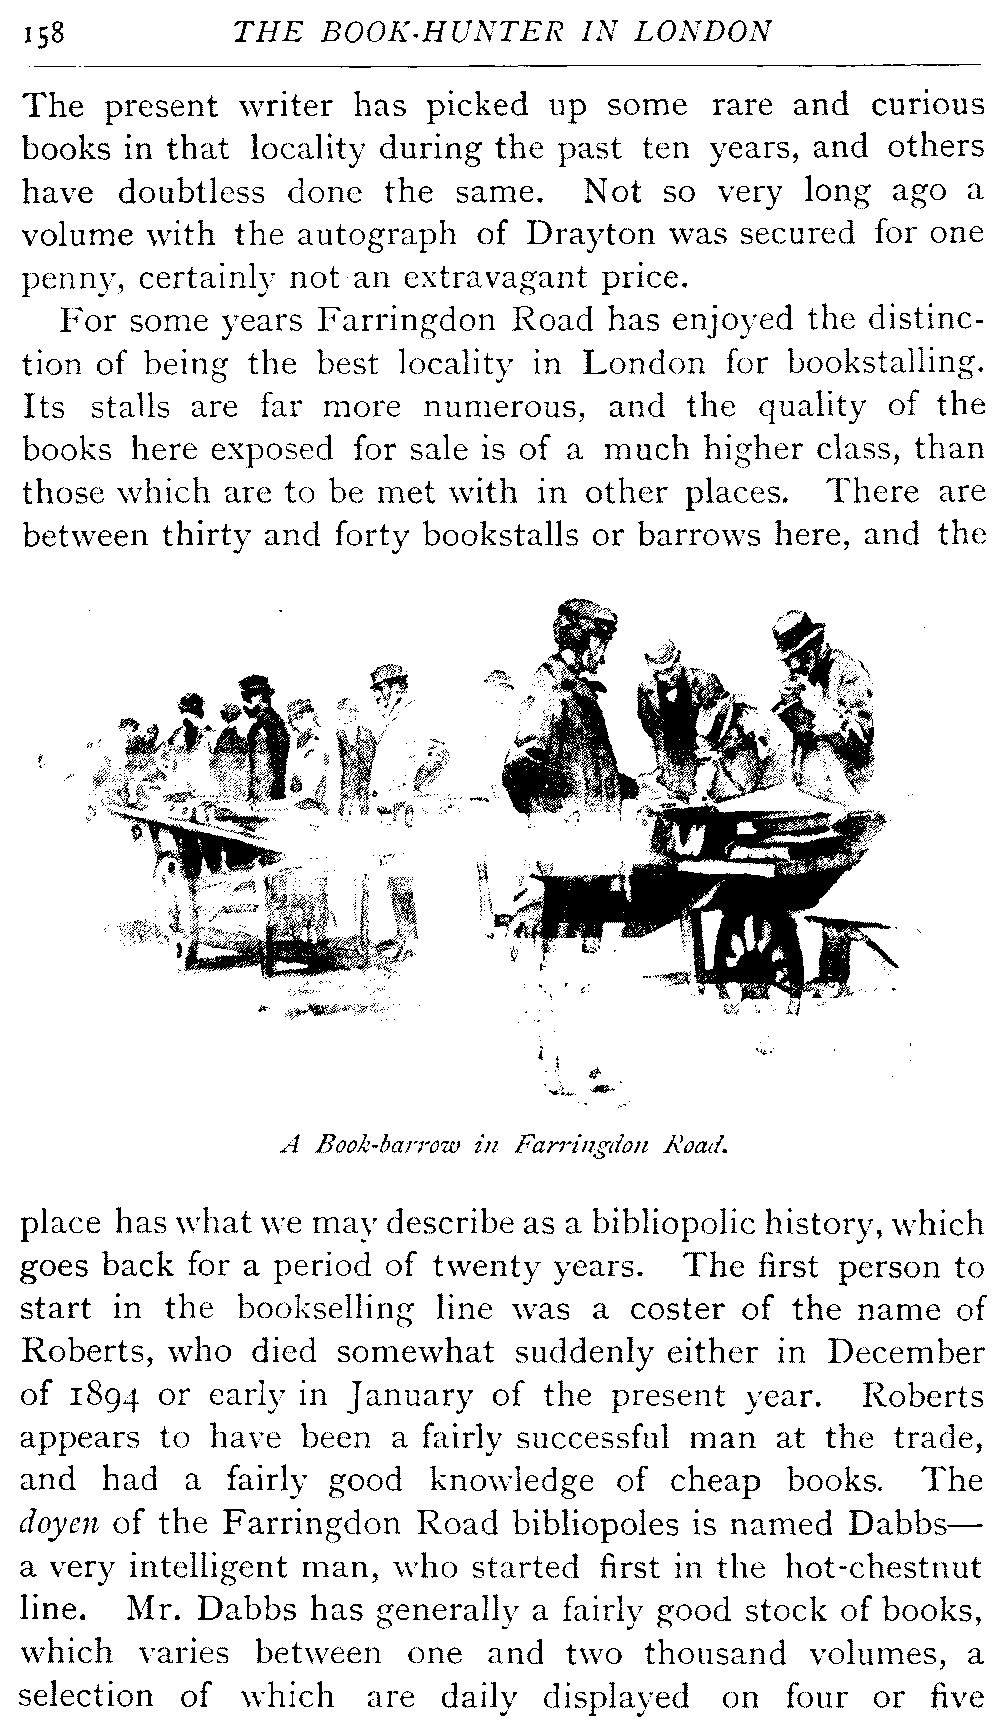 158 THE BOOK-HUNTER IN LONDON
The present writer has picked up some rare and curious
books in that locality during the past ten years, and others
have doubtless done the same. Not so very long ago a
volume with the autograph of Drayton was secured for one
penny, certainly not an extravagant price.
For some years Farringdon Road has enjoyed the distinc-
tion of being the best locality in London for bookstalling.
Its stalls are far more numerous, and the quality of the
books here exposed for sale is of a much higher class, than
those which are to be met with in other places. There are
between thirty and forty bookstalls or barrows here, and the
A Book-barrow in Farringdon Road.
place has what we may describe as a bibliopolic history, which
goes back for a period of twenty years. The first person to
start in the bookselling line was a coster of the name of
Roberts, who died somewhat suddenly either in December
of 1894 or early in January of the present year. Roberts
appears to have been a fairly successful man at the trade,
and had a fairly good knowledge of cheap books. The
doyen of the Farringdon Road bibliopoles is named Dabbs—
a very intelligent man, who started first in the hot-chestnut
line. Mr. Dabbs has generally a fairly good stock of books,
which varies between one and two thousand volumes, a
selection of which are daily displayed on four or five